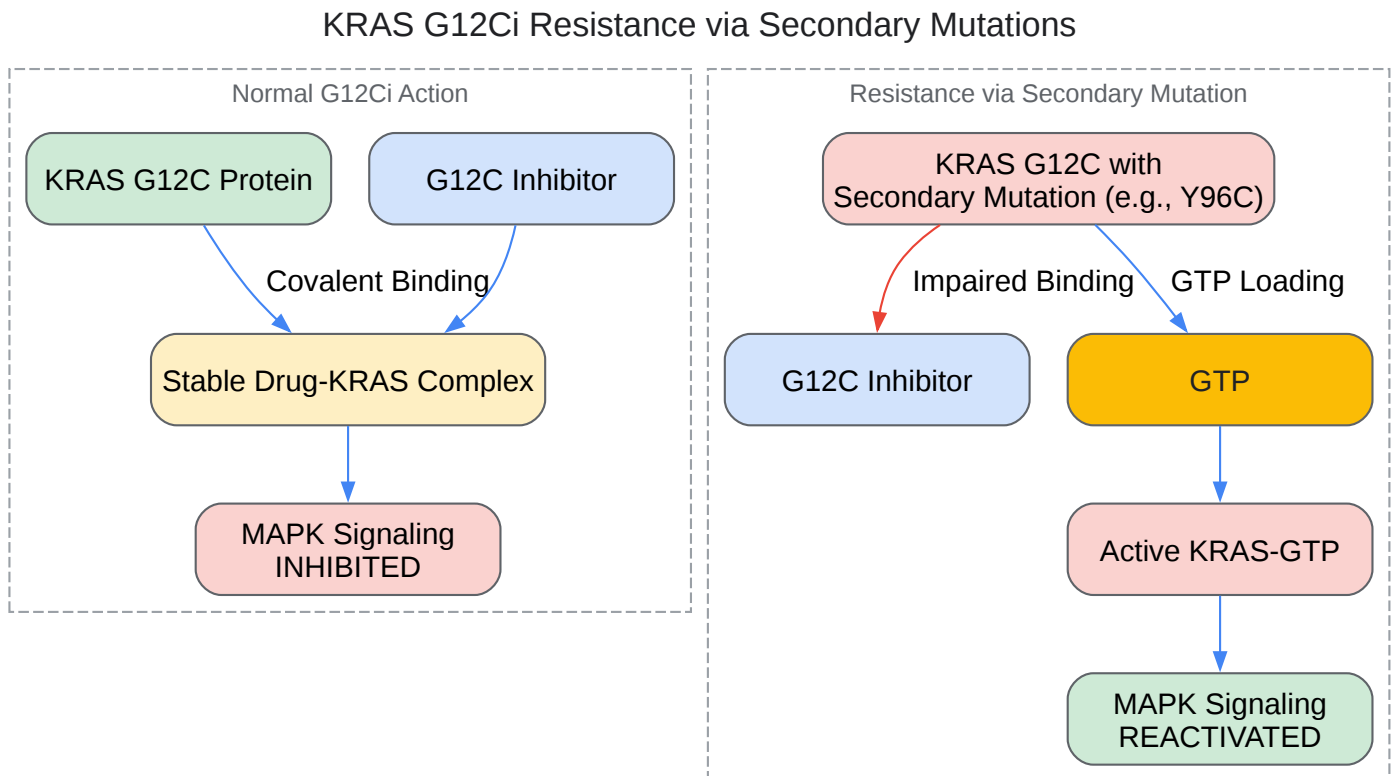 KRAS G12Ci Resistance via Secondary Mutations
Normal G12Ci Action
KRAS G12C Protein
G12C Inhibitor
Covalent Binding
Stable Drug-KRAS Complex
MAPK Signaling
INHIBITED
Resistance via Secondary Mutation
KRAS G12C with
Secondary Mutation (e.g., Y96C)
Impaired Binding
GTP Loading
G12C Inhibitor
GTP
Active KRAS-GTP
MAPK Signaling
REACTIVATED